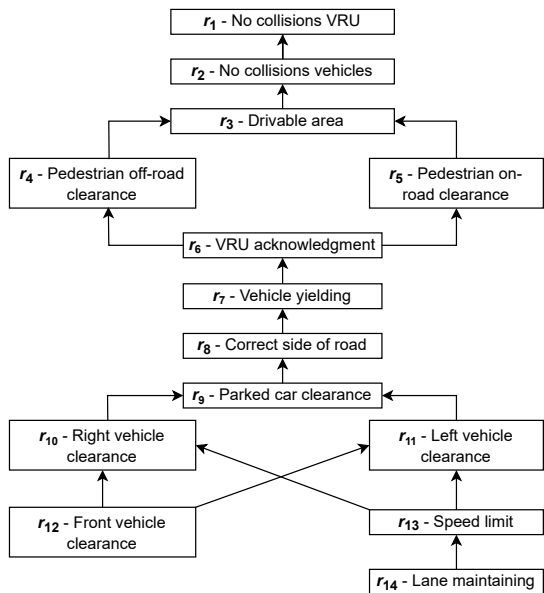 r1 - No collisions VRU
r2 - No collisions vehicles
r3 - Drivable area
r4 - Pedestrian off-road
clearance
r5 - Pedestrian on-
road clearance
r6 - VRU acknowledgment
r7 - Vehicle yielding
r8 - Correct side of road
r9 - Parked car clearance
r10 - Right vehicle
clearance
r11 - Left vehicle
clearance
r12 - Front vehicle
clearance
r13 - Speed limit
r14 - Lane maintaining